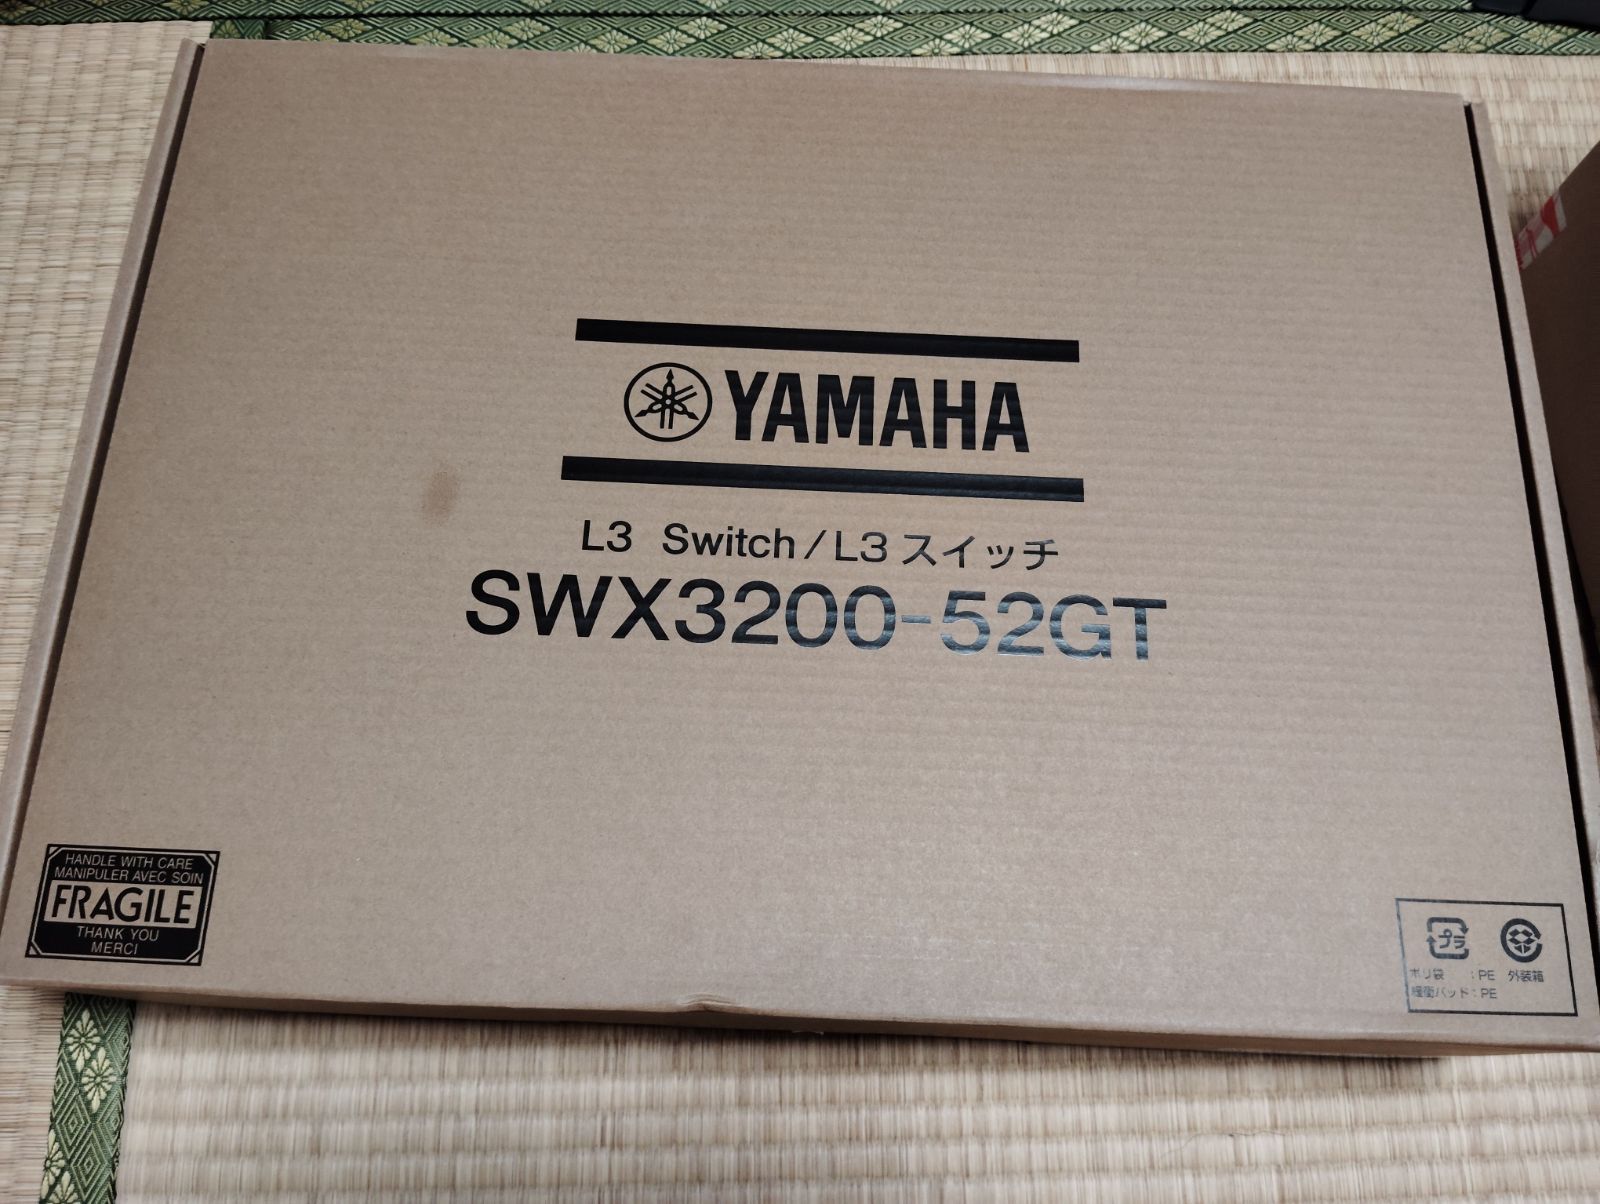 YAMAHA
L3 Switch/L3 スイッチ
SWX3200-52GT
HANDLE WITH CARE
MANIPULER AVEC SOIN
FRAGILE
THANK YOU
MERCI
プラ
ポリ袋 :PE 外装箱
緩衝パッド:PE